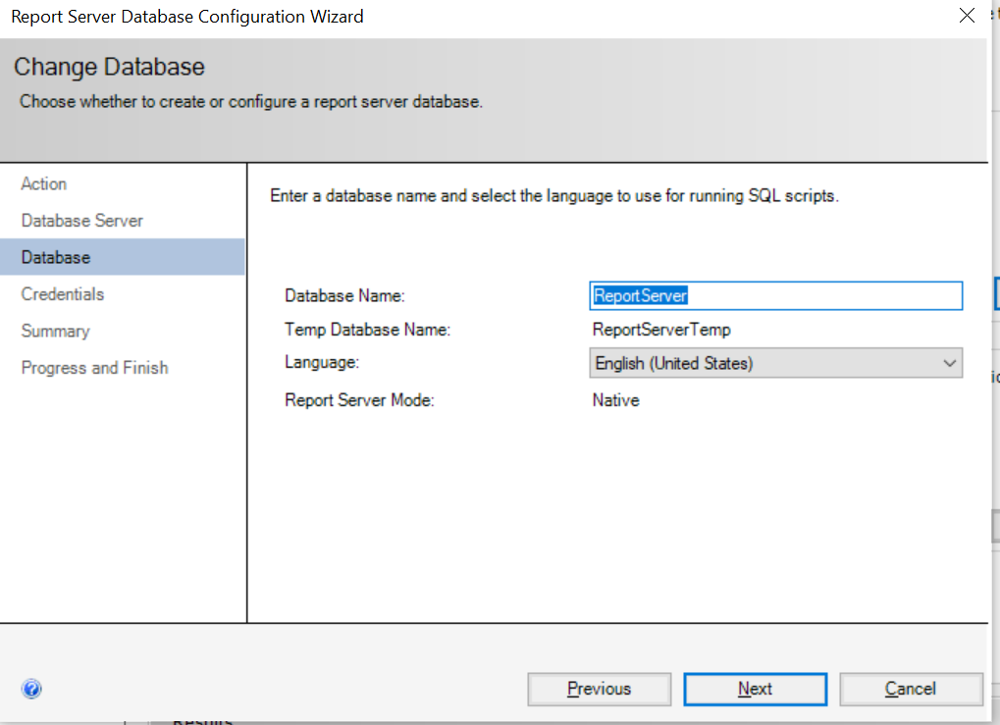 Report Server Database Configuration Wizard
Change Database
Choose whether to create or configure a report server database.
Action
Database Server
Database
Credentials
Summary
Progress and Finish
Enter a database name and select the language to use for running SQL scripts.
Database Name: ReportServer
Temp Database Name: ReportServerTemp
Language: English (United States)
Report Server Mode: Native
Previous Next Cancel